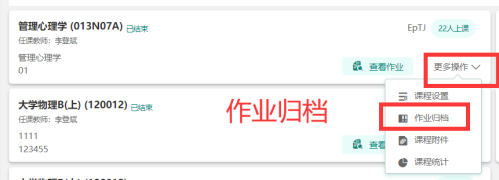 管理心理学 (013N07A) 已结束
EpTJ 22人上课
任课教师：李登斌
管理心理学
01
查看作业 更多操作
课程设置
大学物理B(上) (120012) 已结束
作业归档
作业归档
任课教师：李登斌
课程附件
1111
123455
查看
课程统计